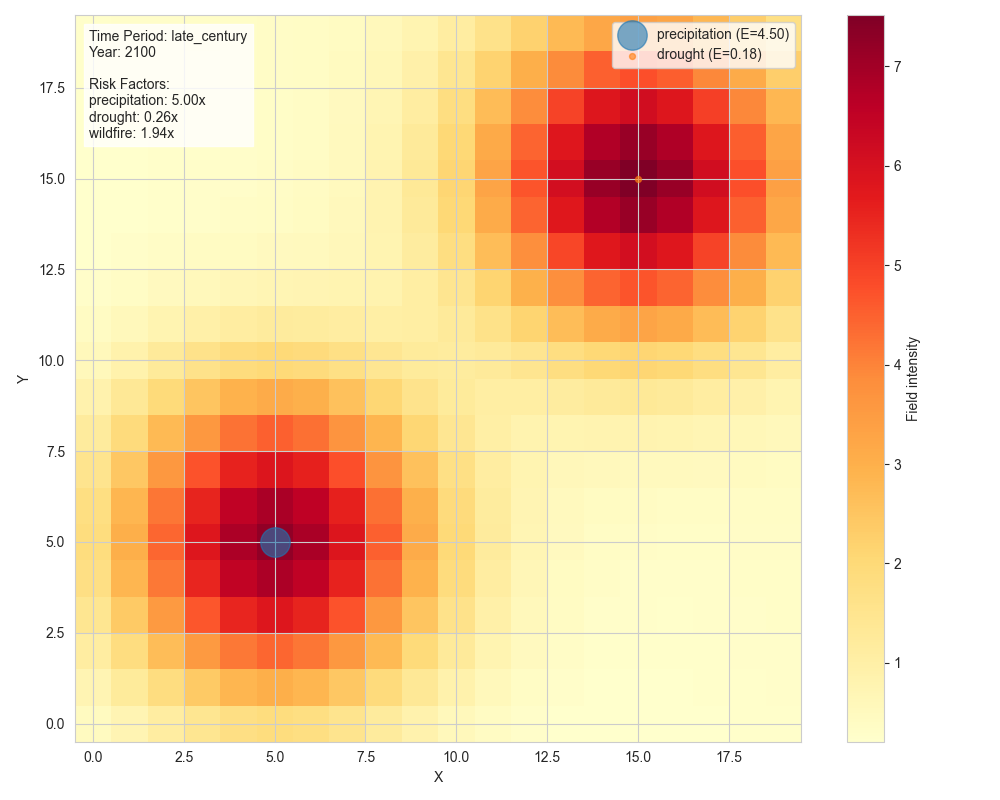 Time Period: late_century
Year: 2100
Risk Factors:
precipitation: 5.00x
drought: 0.26x
wildfire: 1.94x
precipitation (E=4.50)
drought (E=0.18)
17.5
15.0
12.5
10.0
7.5
5.0
2.5
0.0
Y
0.0 2.5 5.0 7.5 10.0 12.5 15.0 17.5
X
7
6
5
4
3
2
1
Field intensity